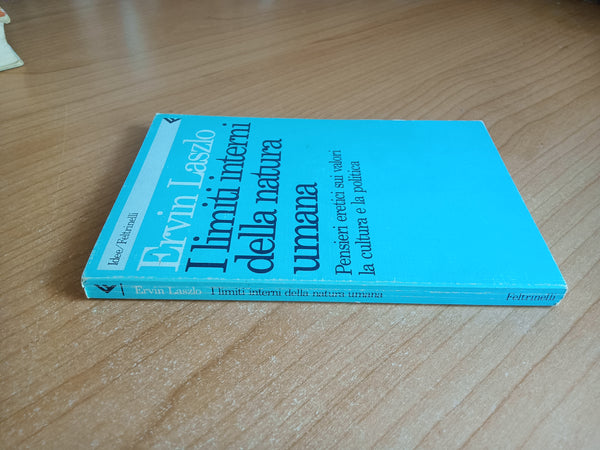 Idee/Feltrinelli
Ervin Laszlo
I limiti interni
della natura
umana
Pensieri eretici sui valori
la cultura e la politica
Ervin Laszlo I limiti interni della natura umana Feltrinelli